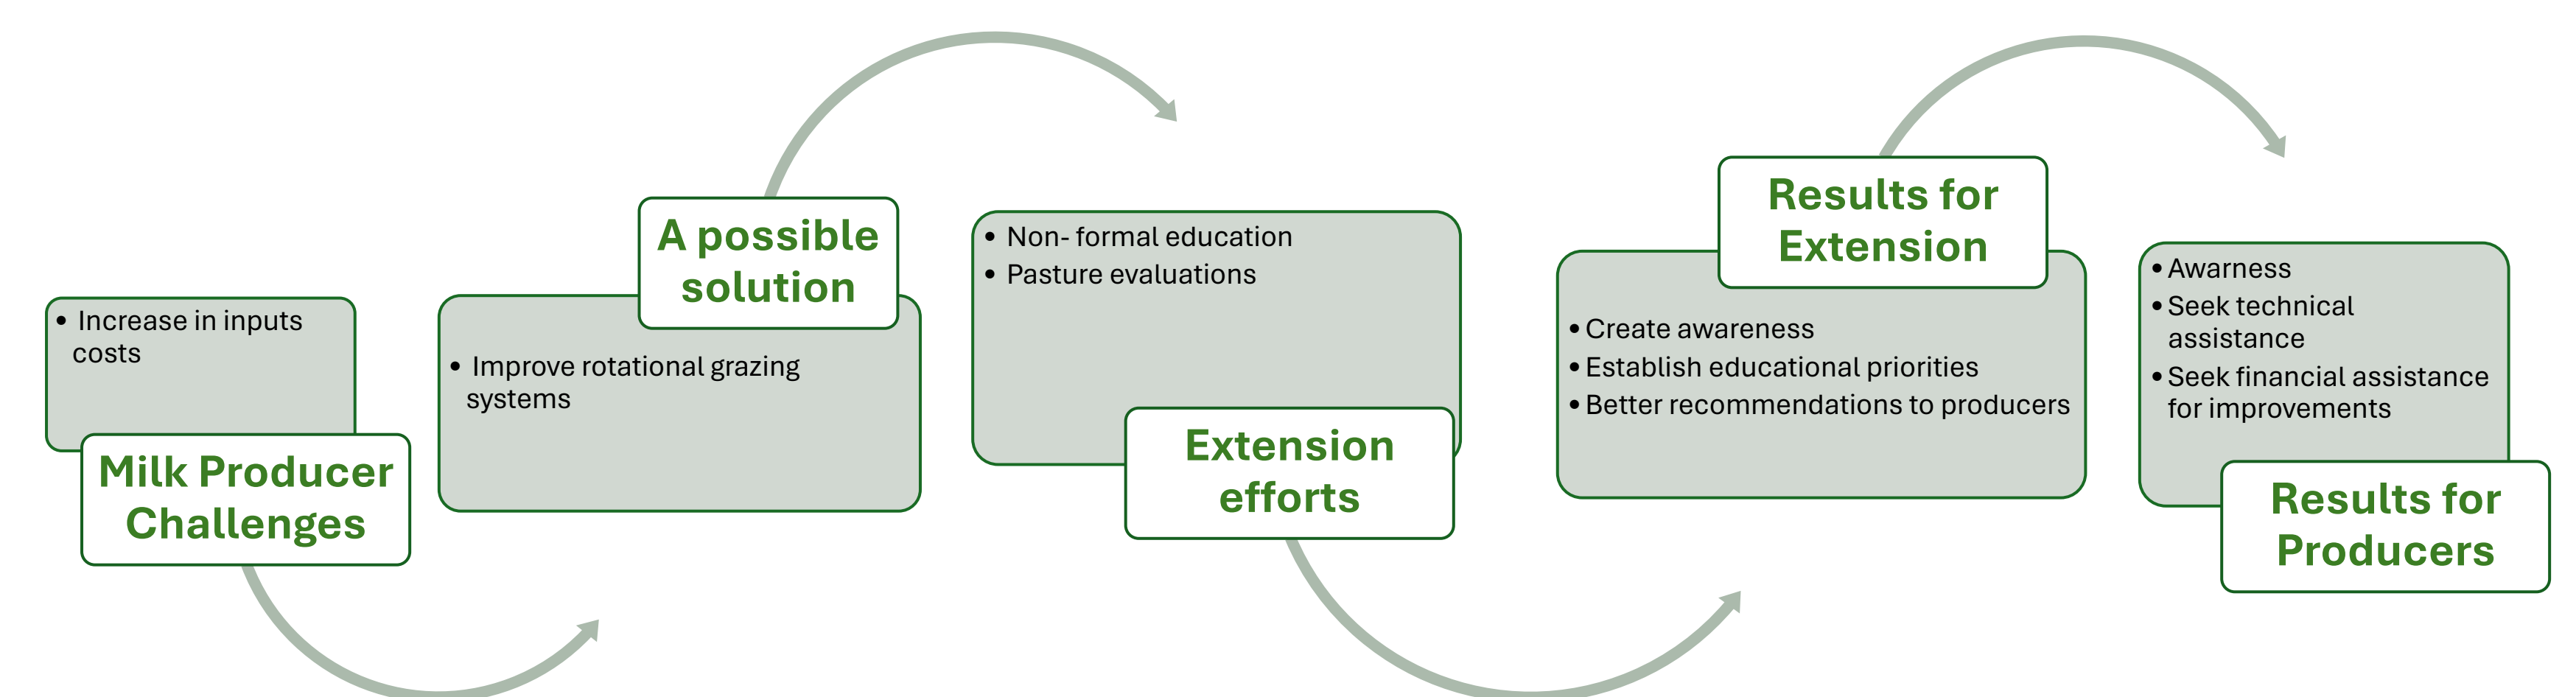 • Increase in inputs
costs
Milk Producer
Challenges
A possible
solution
• Improve rotational grazing
systems
• Non- formal education
• Pasture evaluations
Extension
efforts
Results for
Extension
• Create awareness
• Establish educational priorities
• Better recommendations to producers
• Awarness
• Seek technical
assistance
• Seek financial assistance
for improvements
Results for
Producers